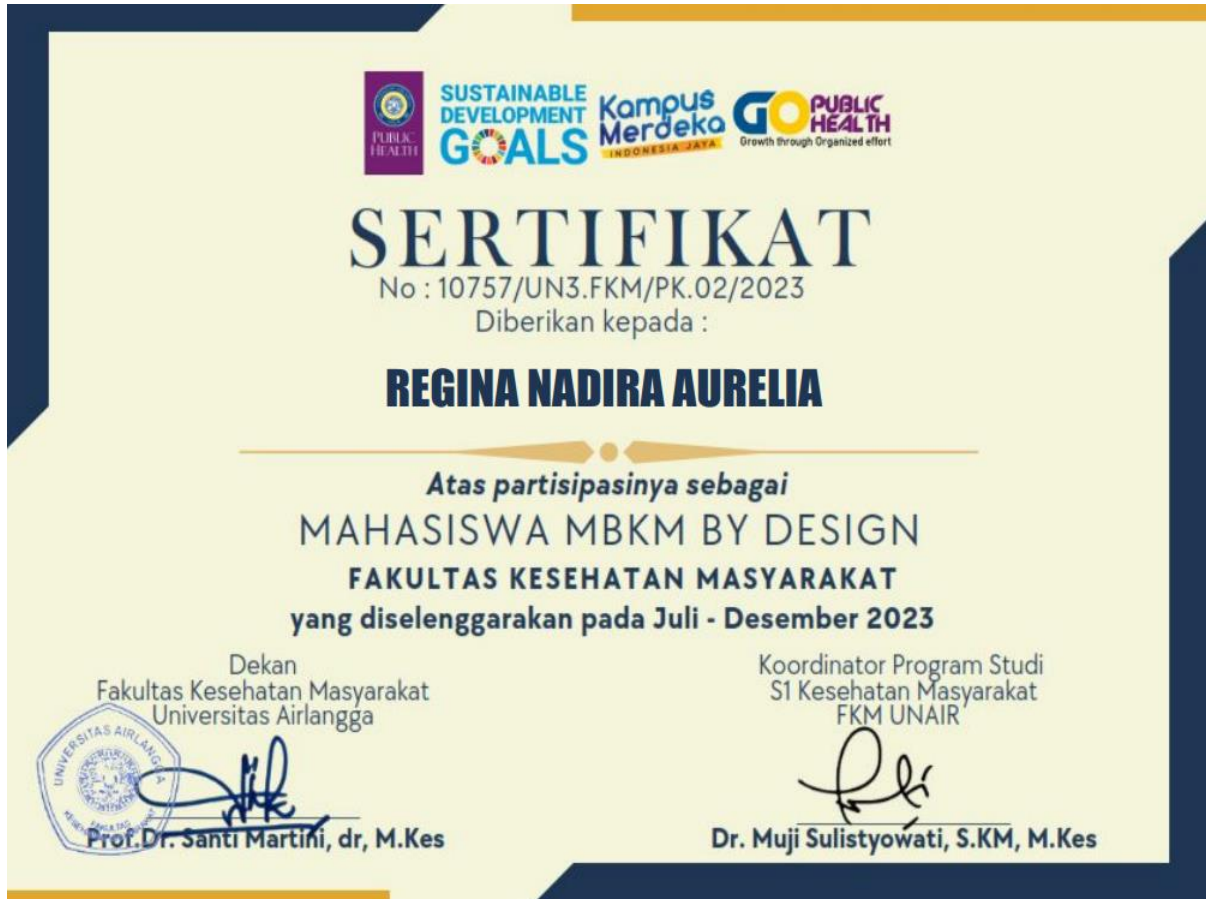 PUBLIC
HEALTH
SUSTAINABLE
DEVELOPMENT
GOALS
Kampus
Merdeka
INDONESIA JAYA
GO PUBLIC
HEALTH
Growth through Organized effort
SERTIFIKAT
No : 10757/UN3.FKM/PK.02/2023
Diberikan kepada :
REGINA NADIRA AURELIA
Atas partisipasinya sebagai
MAHASISWA MBKM BY DESIGN
FAKULTAS KESEHATAN MASYARAKAT
yang diselenggarakan pada Juli - Desember 2023
Dekan
Fakultas Kesehatan Masyarakat
Universitas Airlangga
UNIVERSITAS AIRLANGGA
FAKULTAS
Prof.Dr. Santi Martini, dr, M.Kes
Koordinator Program Studi
S1 Kesehatan Masyarakat
FKM UNAIR
Dr. Muji Sulistyowati, S.KM, M.Kes